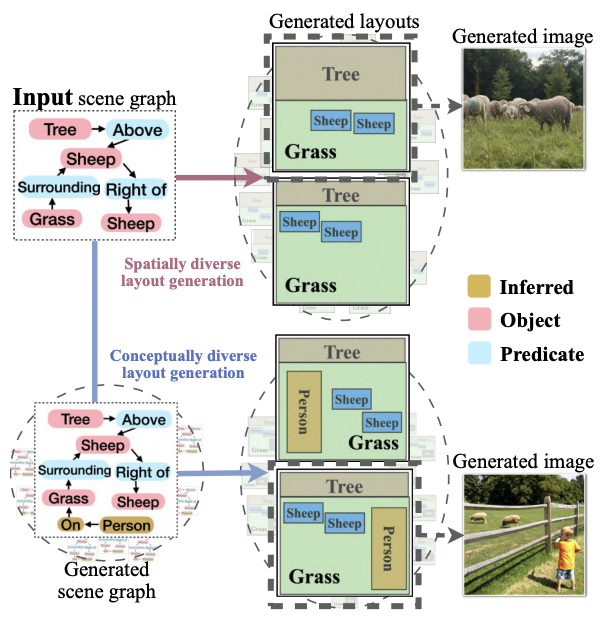 Generated layouts
Generated image
Input scene graph
Tree
Above
Sheep
Surrounding
Right of
Grass
Sheep
Tree
Sheep
Sheep
Grass
Tree
Sheep
Sheep
Grass
Spatially diverse
layout generation
Inferred
Object
Predicate
Conceptually diverse
layout generation
Tree
Person
Sheep
Sheep
Grass
Tree
Above
Sheep
Surrounding
Right of
Grass
Sheep
On
Person
Generated
scene graph
Tree
Sheep
Sheep
Person
Grass
Generated image